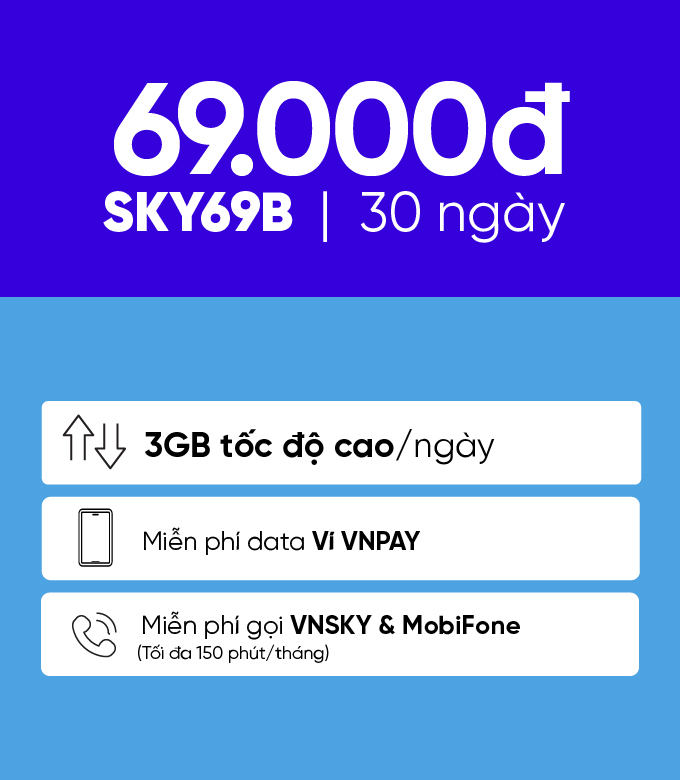 69.000đ
SKY69B | 30 ngày
3GB tốc độ cao/ngày
Miễn phí data Ví VNPAY
Miễn phí gọi VNSKY & MobiFone
(Tối đa 150 phút/tháng)